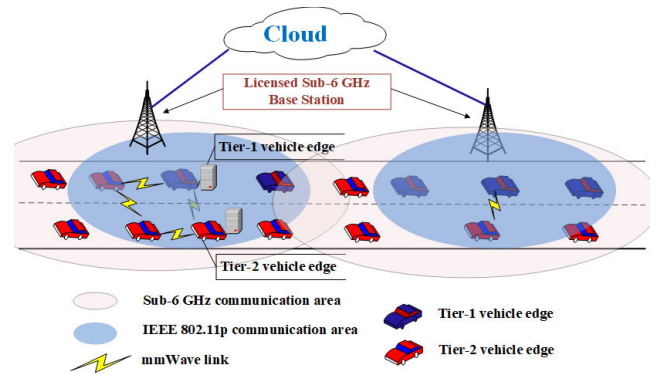 Cloud
Licensed Sub-6 GHz
Base Station
Tier-1 vehicle edge
Tier-2 vehicle edge
Sub-6 GHz communication area
IEEE 802.11p communication area
mmWave link
Tier-1 vehicle edge
Tier-2 vehicle edge